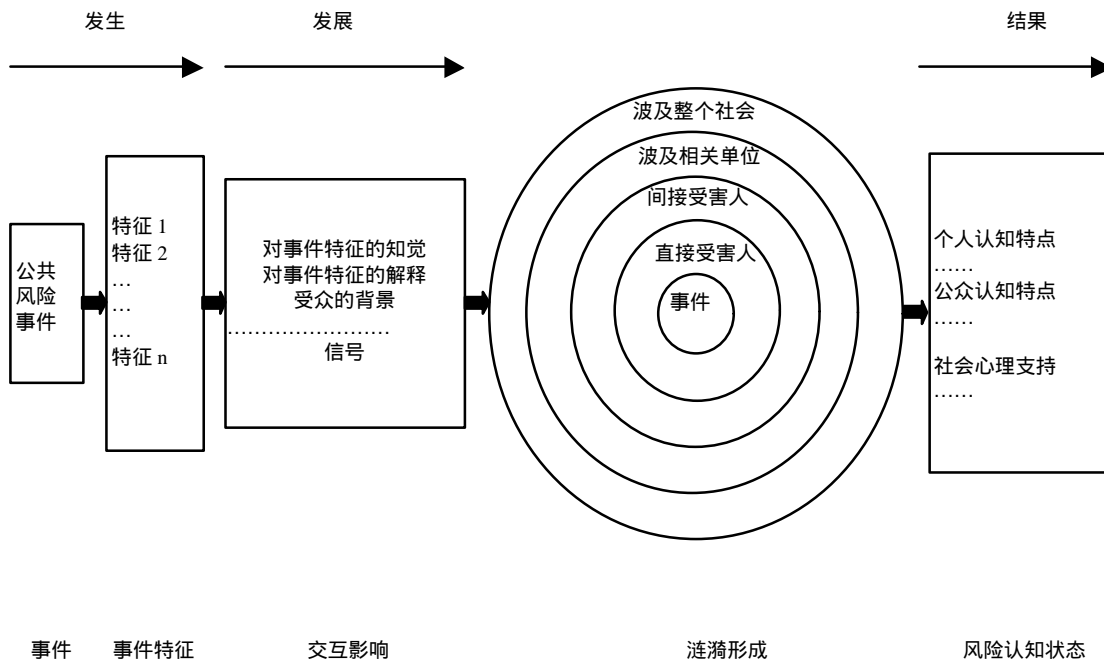 发生
发展
结果
公共
风险
事件
特征 1
特征 2
…
…
…
特征 n
对事件特征的知觉
对事件特征的解释
受众的背景
……………………
信号
波及整个社会
波及相关单位
间接受害人
直接受害人
事件
个人认知特点
……
公众认知特点
……
社会心理支持
……
事件
事件特征
交互影响
涟漪形成
风险认知状态